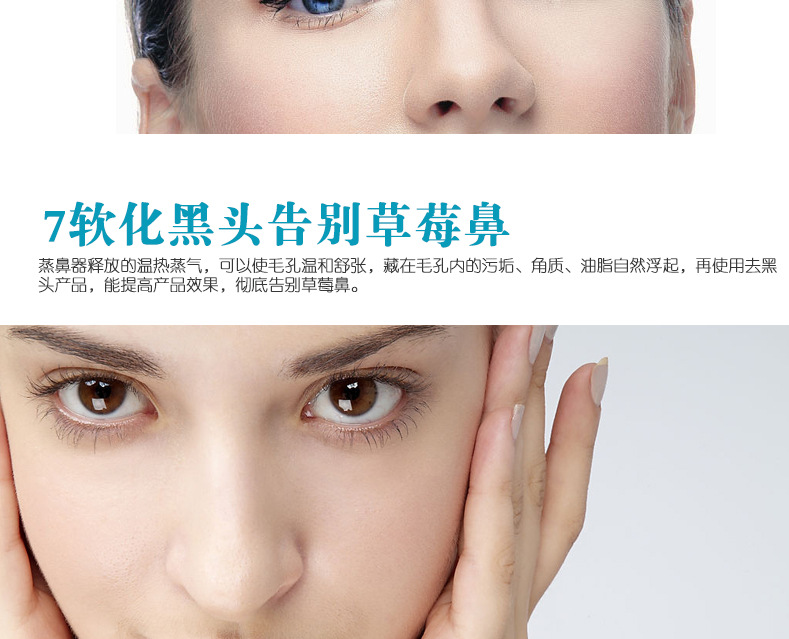 7软化黑头告别草莓鼻
蒸鼻器释放的温热蒸气，可以使毛孔温和舒张，藏在毛孔内的污垢、角质、油脂自然浮起，再使用去黑
头产品，能提高产品效果，彻底告别草莓鼻。